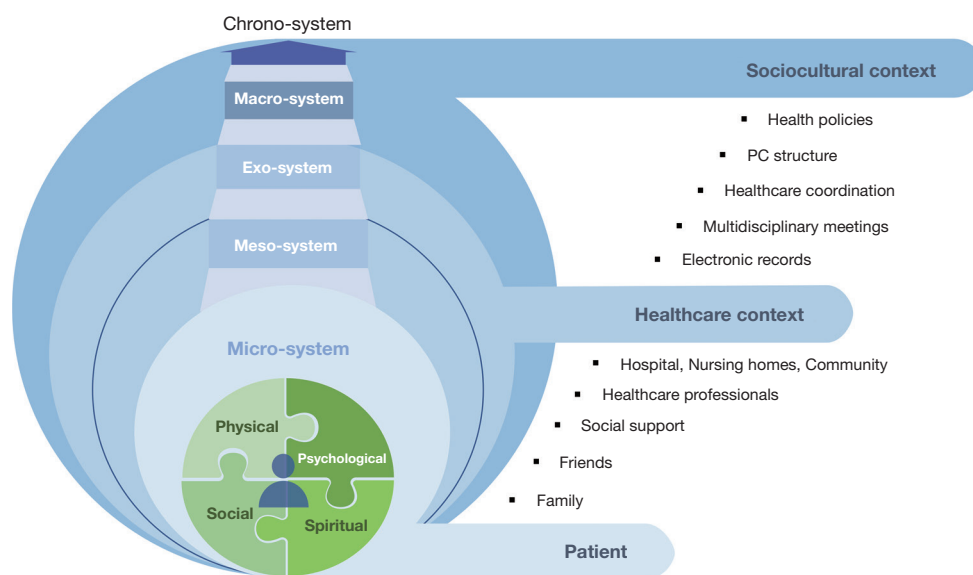 Chrono-system
Macro-system
Exo-system
Meso-system
Micro-system
Physical
Psychological
Social
Spiritual
Sociocultural context
▪ Health policies
▪ PC structure
▪ Healthcare coordination
▪ Multidisciplinary meetings
▪ Electronic records
Healthcare context
▪ Hospital, Nursing homes, Community
▪ Healthcare professionals
▪ Social support
▪ Friends
▪ Family
Patient